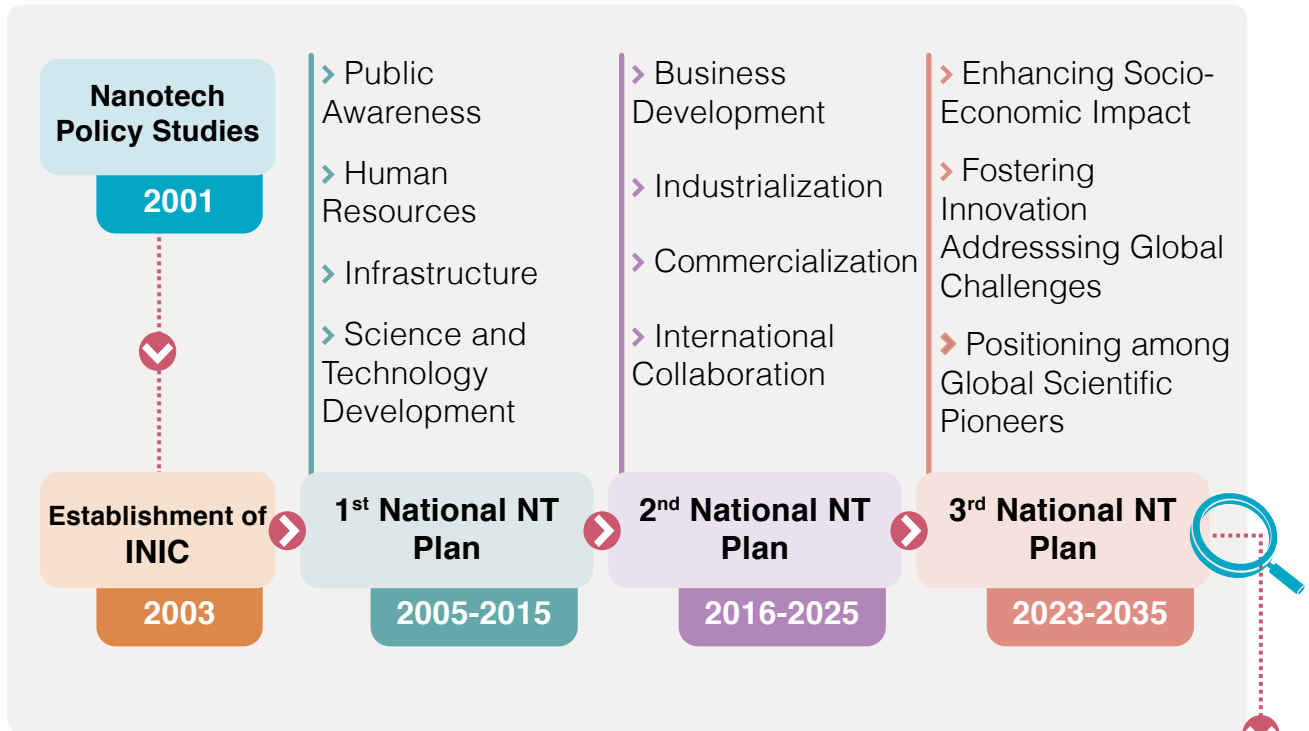 Nanotech
Policy Studies
2001
Establishment of
INIC
2003
> Public
Awareness
> Human
Resources
> Infrastructure
> Science and
Technology
Development
1st National NT
Plan
2005-2015
> Business
Development
> Industrialization
> Commercialization
> International
Collaboration
2nd National NT
Plan
2016-2025
> Enhancing Socio-
Economic Impact
> Fostering
Innovation
Addresssing Global
Challenges
> Positioning among
Global Scientific
Pioneers
3rd National NT
Plan
2023-2035